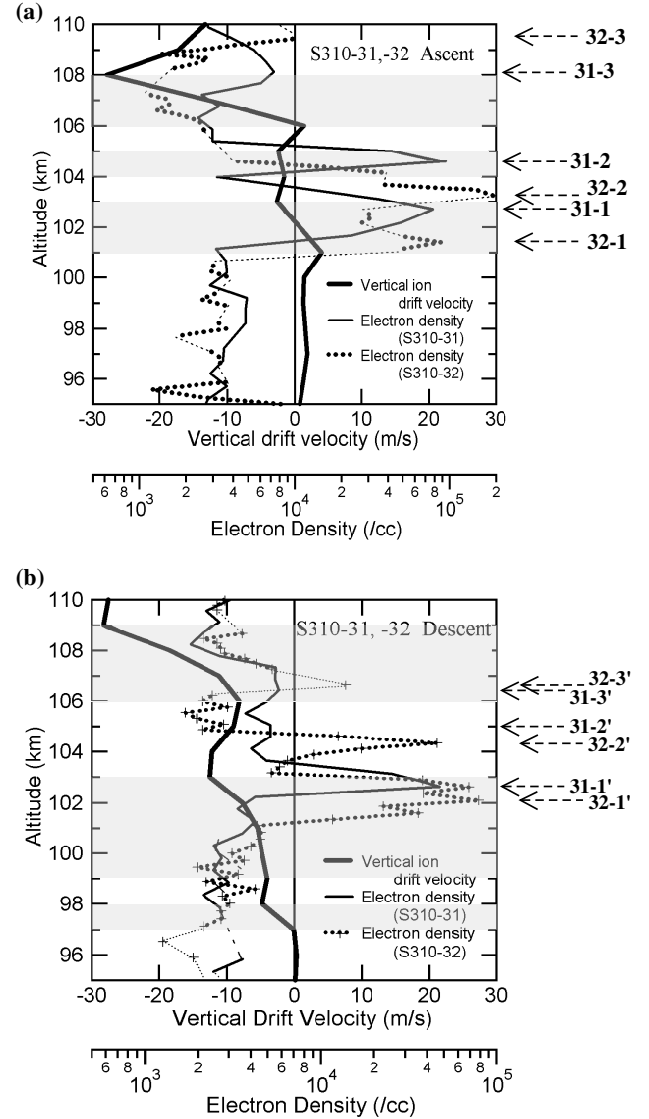 (a)
110
108
106
104
102
100
98
96
Altitude (km)
S310-31,-32 Ascent
32-3
31-3
31-2
32-2
31-1
32-1
Vertical ion
drift velocity
Electron density
(S310-31)
Electron density
(S310-32)
-30 -20 -10 0 10 20 30
Vertical drift velocity (m/s)
6 8 10³ 2 4 6 8 10⁴ 2 4 6 8 10⁵ 2
Electron Density (/cc)
(b)
110
108
106
104
102
100
98
96
Altitude (km)
S310-31, -32 Descent
32-3'
31-3'
31-2'
32-2'
31-1'
32-1'
Vertical ion
drift velocity
Electron density
(S310-31)
Electron density
(S310-32)
-30 -20 -10 0 10 20 30
Vertical Drift Velocity (m/s)
6 8 10³ 2 4 6 8 10⁴ 2 4 6 8 10⁵
Electron Density (/cc)